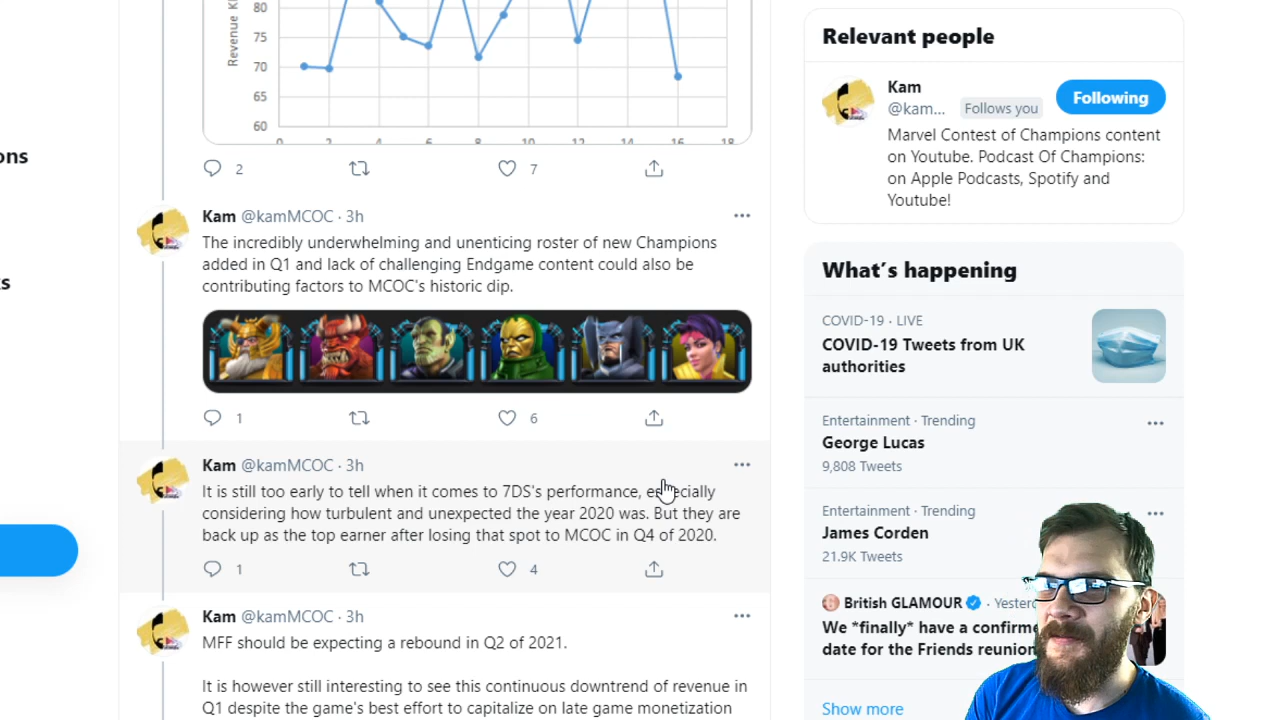 ons
s
Revenue K
80
75
70
65
60
0 2 4 6 8 10 12 14 16 18
2
7
Kam @kamMCOC · 3h
The incredibly underwhelming and unenticing roster of new Champions
added in Q1 and lack of challenging Endgame content could also be
contributing factors to MCOC's historic dip.
1
6
Kam @kamMCOC · 3h
It is still too early to tell when it comes to 7DS's performance, especially
considering how turbulent and unexpected the year 2020 was. But they are
back up as the top earner after losing that spot to MCOC in Q4 of 2020.
1
4
Kam @kamMCOC · 3h
MFF should be expecting a rebound in Q2 of 2021.
It is however still interesting to see this continuous downtrend of revenue in
Q1 despite the game's best effort to capitalize on late game monetization
Relevant people
Kam
@kam...
Follows you
Following
Marvel Contest of Champions content
on Youtube. Podcast Of Champions:
on Apple Podcasts, Spotify and
Youtube!
What's happening
COVID-19 · LIVE
COVID-19 Tweets from UK
authorities
Entertainment · Trending
George Lucas
9,808 Tweets
Entertainment · Trending
James Corden
21.9K Tweets
British GLAMOUR · Yester
We *finally* have a confirme
date for the Friends reunion
Show more